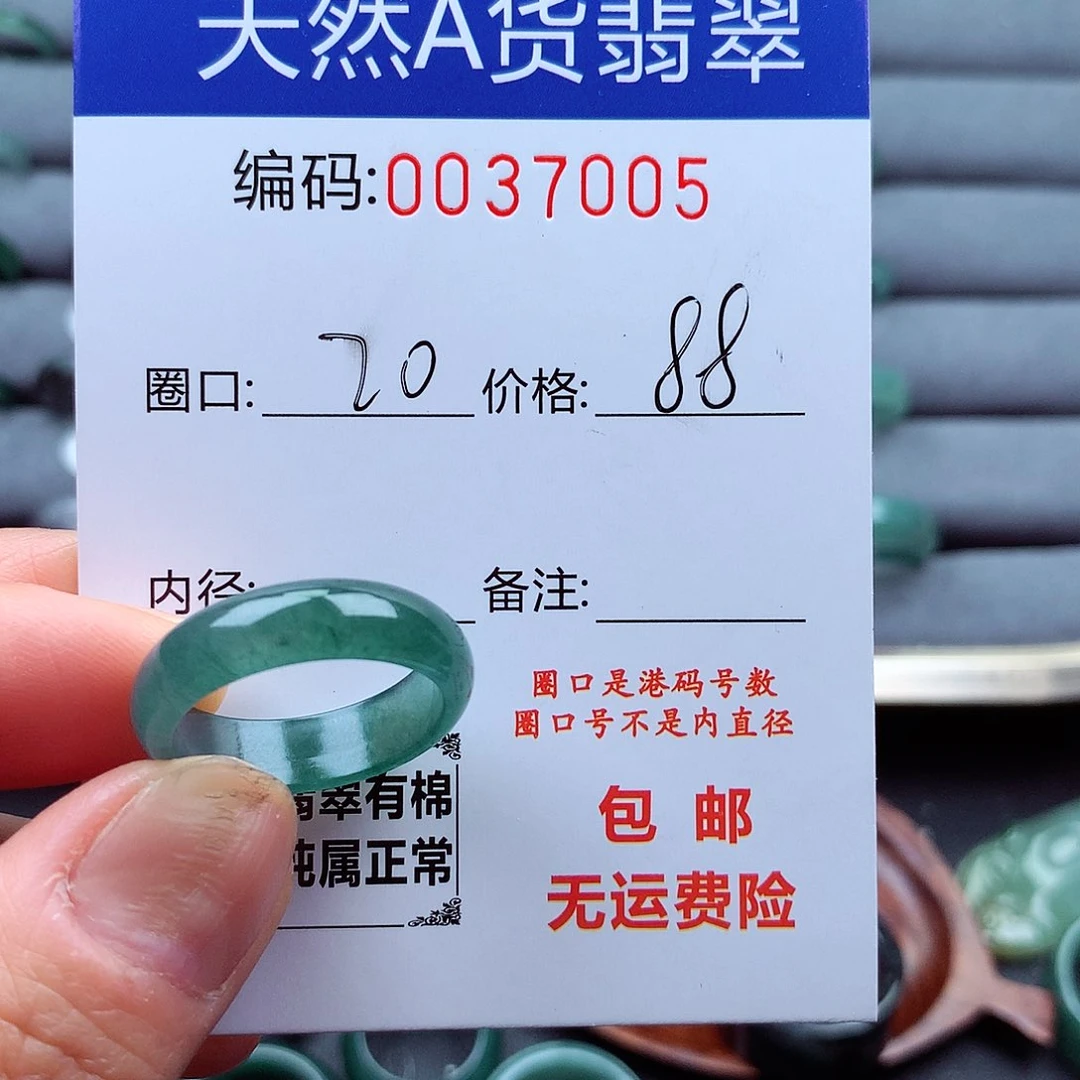 天然A货翡翠
编码:0037005
圈口: 20 价格: 88
内径: 备注:
圈口是港码号数
圈口号不是内直径
翡翠有棉
纯属正常
包邮
无运费险